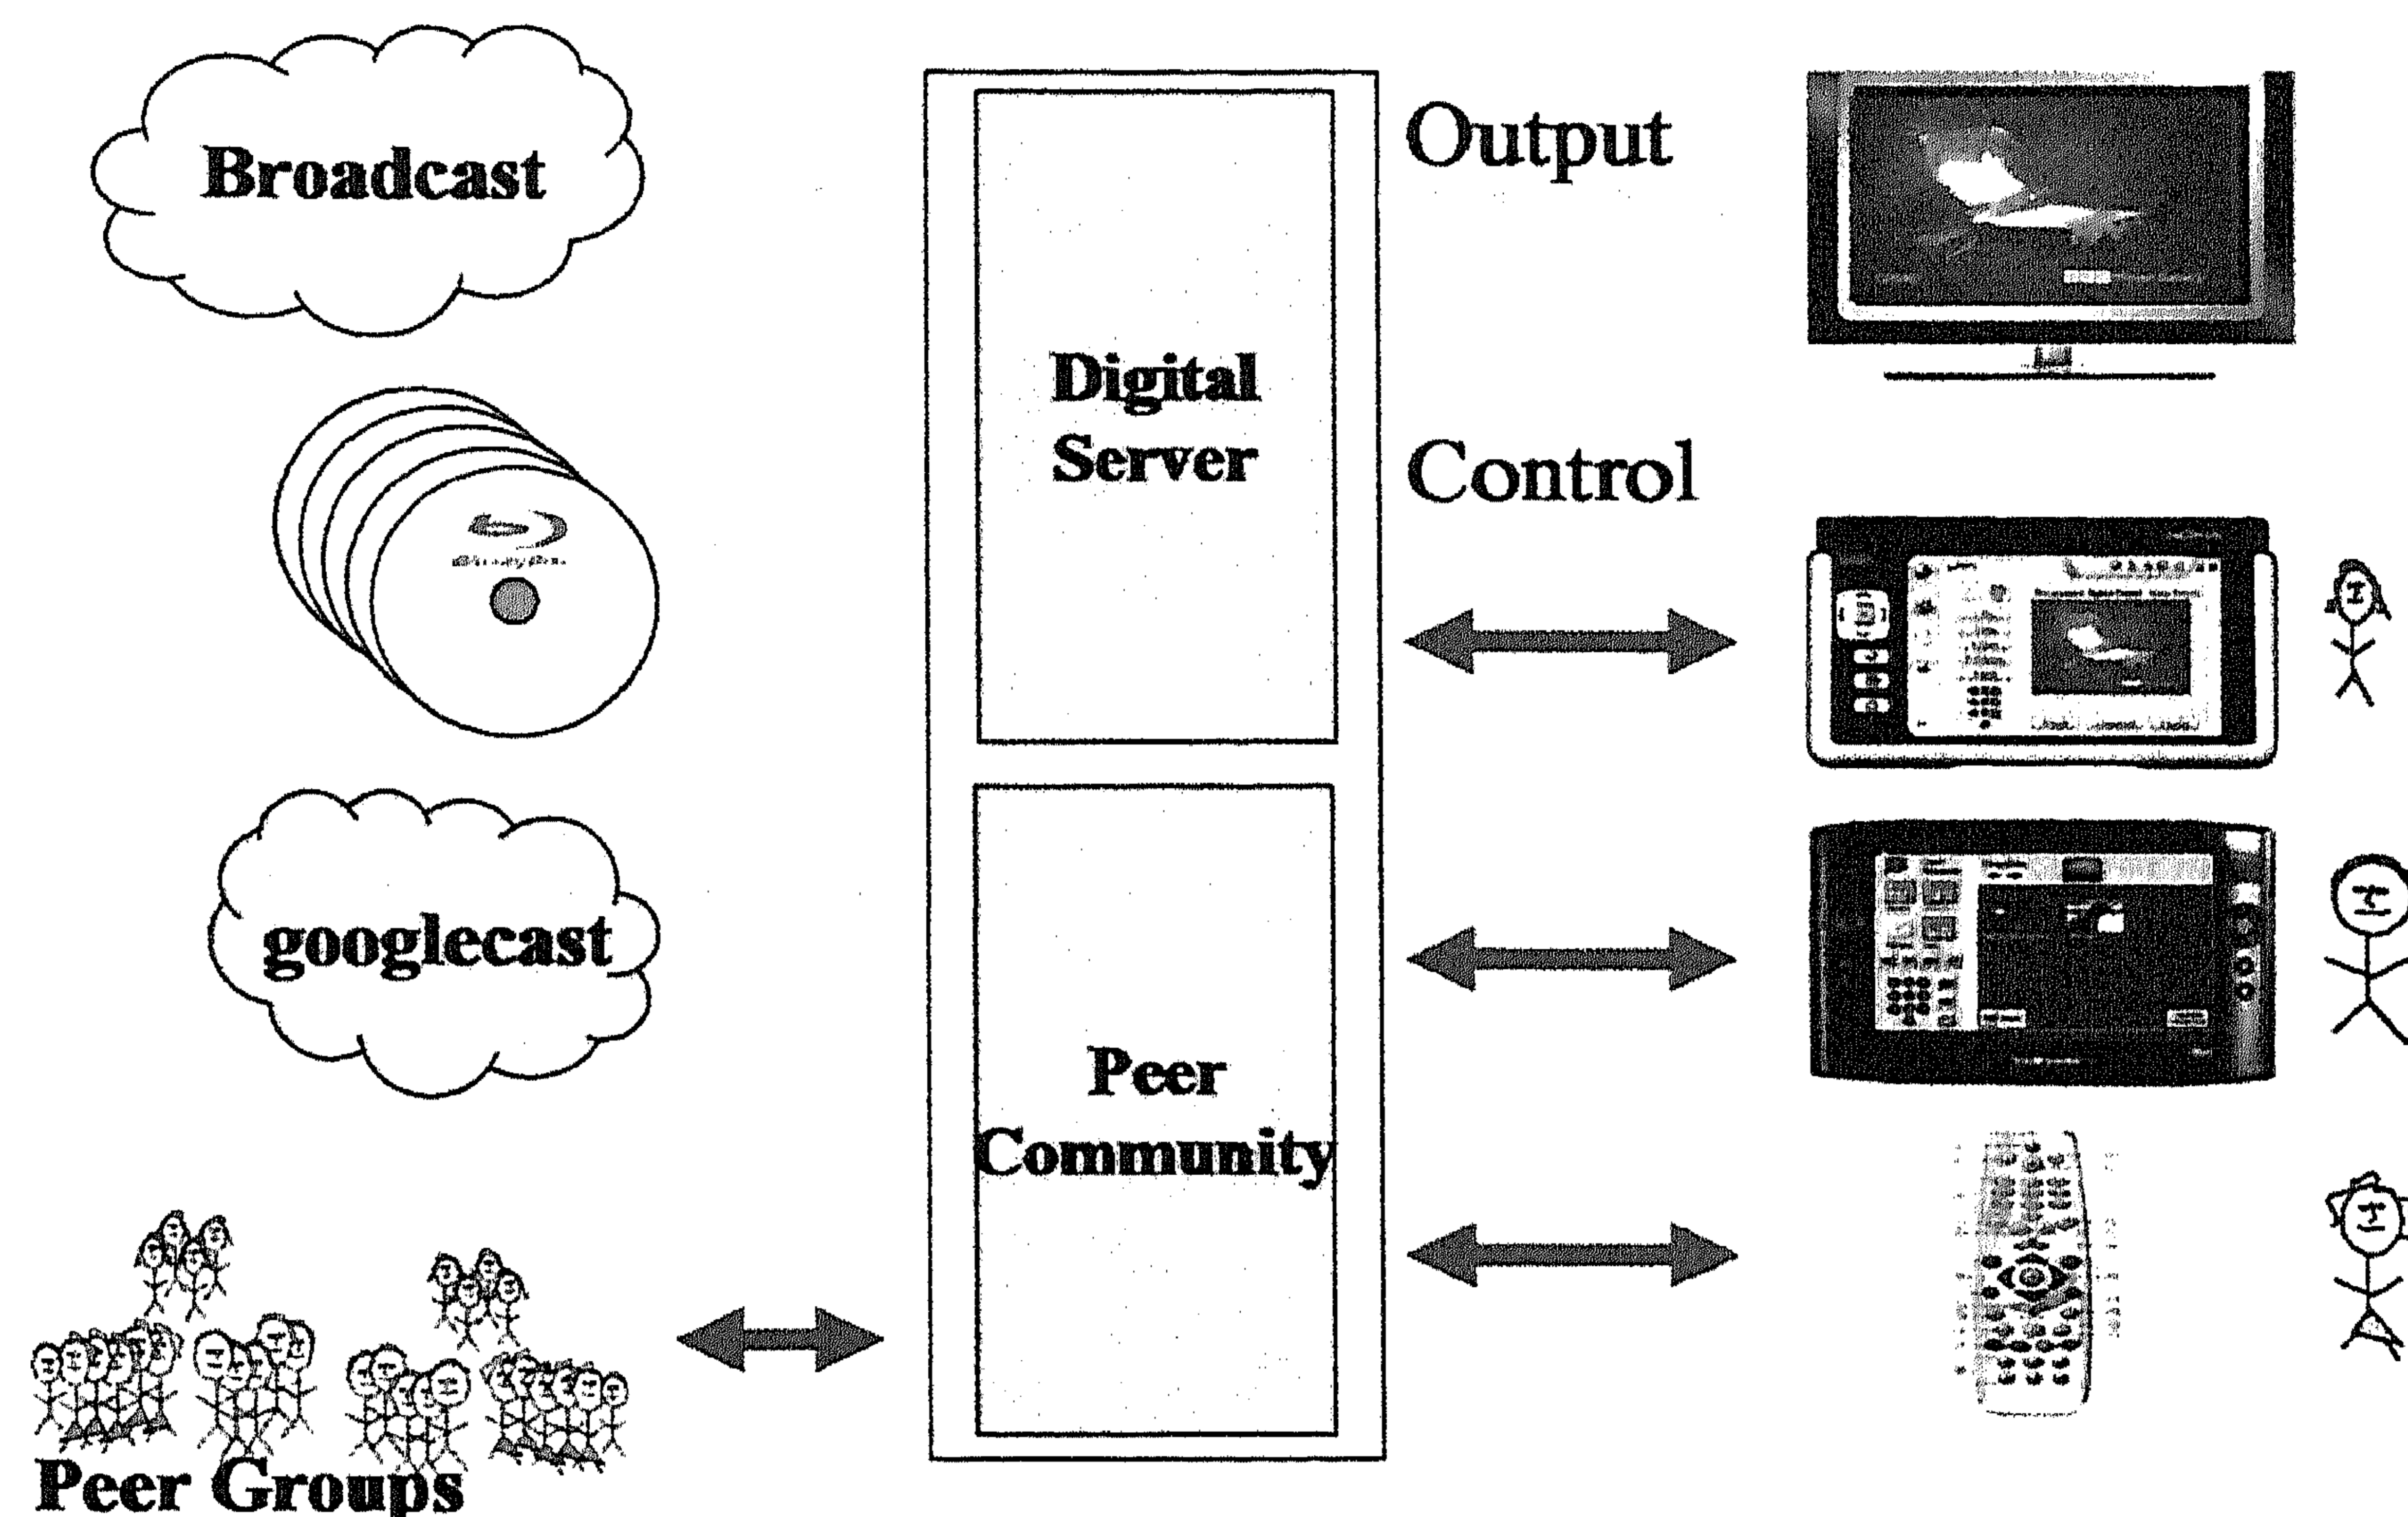 Broadcast
Digital
Server
Output
Control
googlecast
Peer
Community
Peer Groups